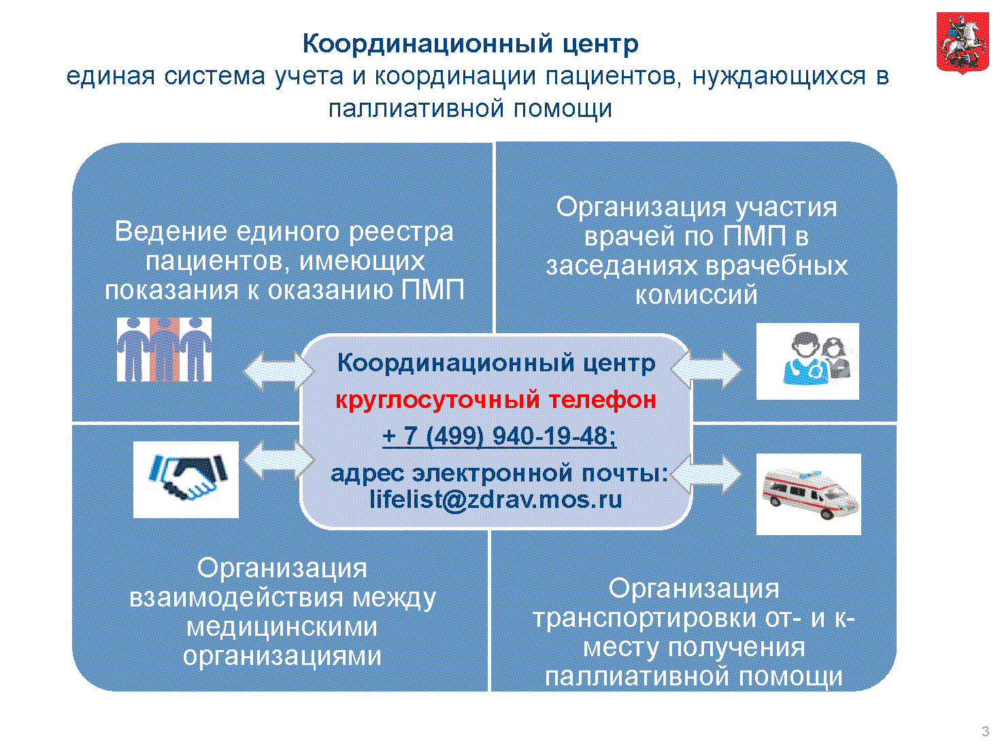 Координационный центр
единая система учета и координации пациентов, нуждающихся в
паллиативной помощи
Ведение единого реестра
пациентов, имеющих
показания к оказанию ПМП
Организация участия
врачей по ПМП в
заседаниях врачебных
комиссий
Координационный центр
круглосуточный телефон
+ 7 (499) 940-19-48;
адрес электронной почты:
lifelist@zdrav.mos.ru
Организация
взаимодействия между
медицинскими
организациями
Организация
транспортировки от- и к-
месту получения
паллиативной помощи
3